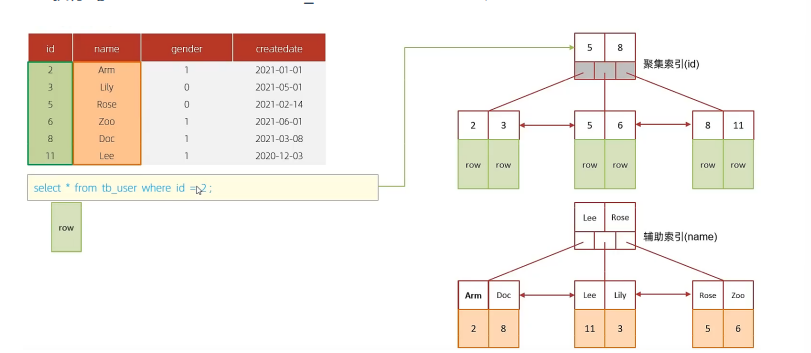 id name gender createdate
2 Arm 1 2021-01-01
3 Lily 0 2021-05-01
5 Rose 0 2021-02-14
6 Zoo 1 2021-06-01
8 Doc 1 2021-03-08
11 Lee 1 2020-12-03
select * from tb_user where id = 2 ;
row
5 8
聚集索引(id)
2 3 5 6 8 11
row row row row row row
Lee Rose
辅助索引(name)
Arm Doc Lee Lily Rose Zoo
2 8 11 3 5 6